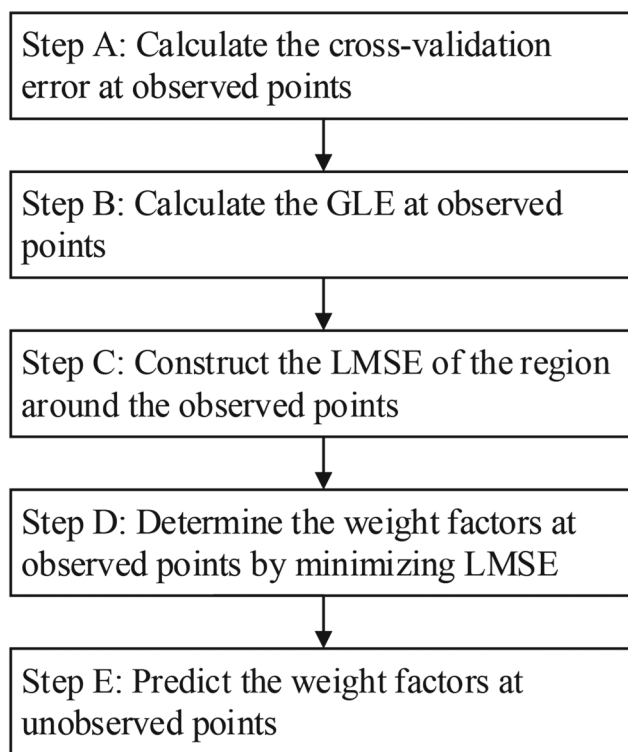 Step A: Calculate the cross-validation
error at observed points
Step B: Calculate the GLE at observed
points
Step C: Construct the LMSE of the region
around the observed points
Step D: Determine the weight factors at
observed points by minimizing LMSE
Step E: Predict the weight factors at
unobserved points